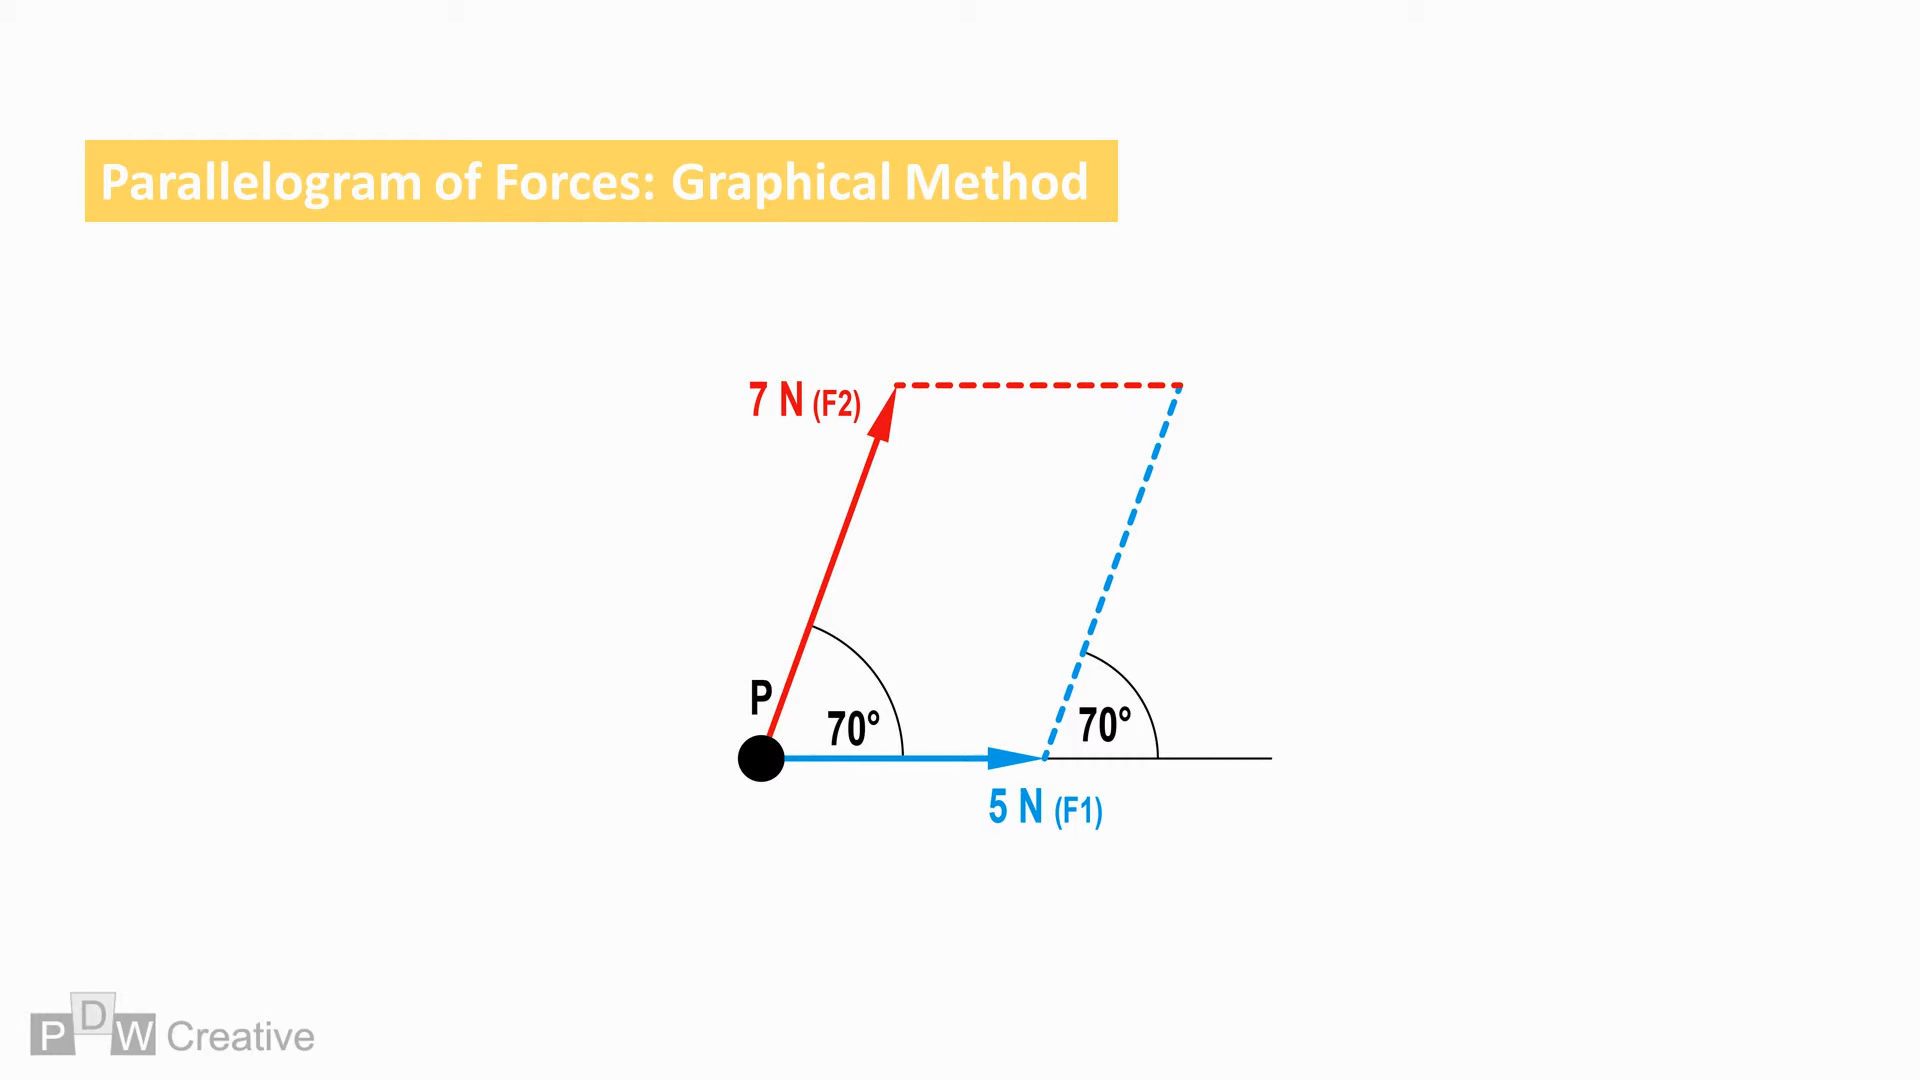 Parallelogram of Forces: Graphical Method
7 N (F2)
P
70°
70°
5 N (F1)
PDW Creative